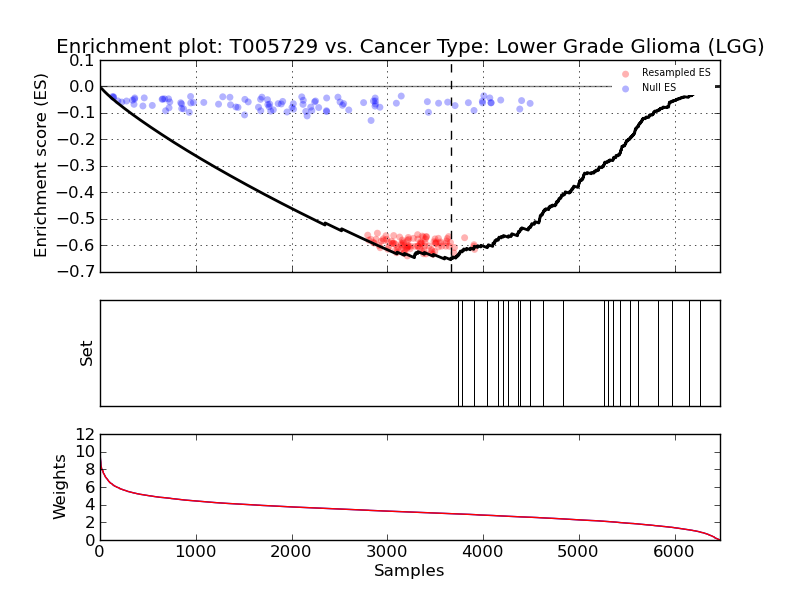 Enrichment plot: T005729 vs. Cancer Type: Lower Grade Glioma (LGG)
Enrichment score (ES)
0.1
0.0
−0.1
−0.2
−0.3
−0.4
−0.5
−0.6
−0.7
Resampled ES
Null ES
Set
Weights
12
10
8
6
4
2
0
0 1000 2000 3000 4000 5000 6000
Samples